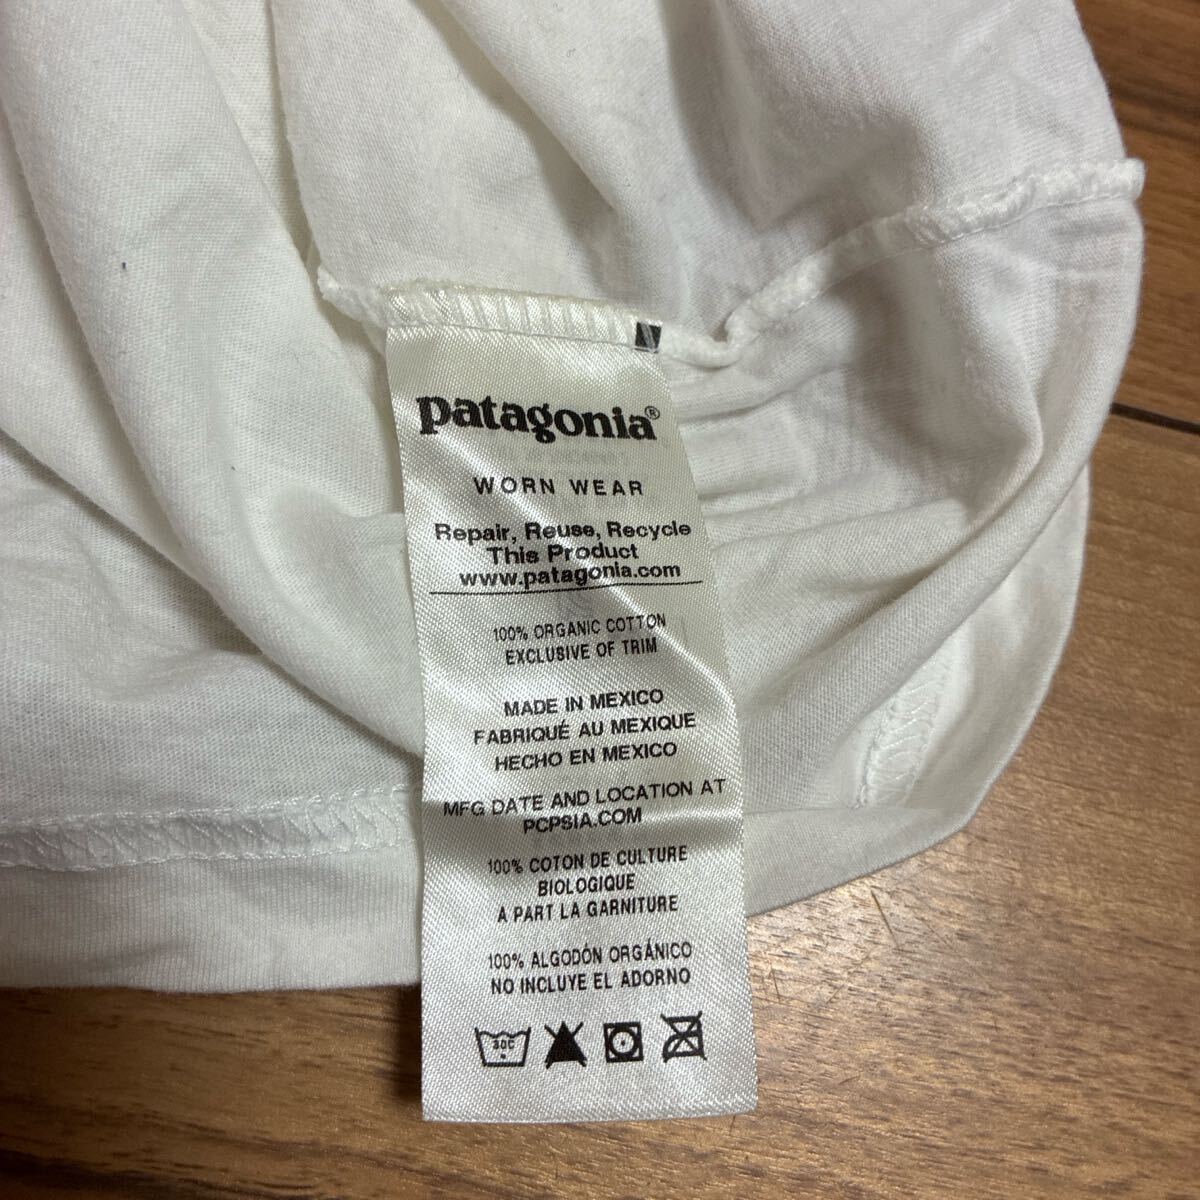 patagonia®
WORN WEAR
Repair, Reuse, Recycle
This Product
www.patagonia.com
100% ORGANIC COTTON
EXCLUSIVE OF TRIM
MADE IN MEXICO
FABRIQUÉ AU MEXIQUE
HECHO EN MEXICO
MFG DATE AND LOCATION AT
PCPSIA.COM
100% COTON DE CULTURE
BIOLOGIQUE
A PART LA GARNITURE
100% ALGODÓN ORGÁNICO
NO INCLUYE EL ADORNO
30C